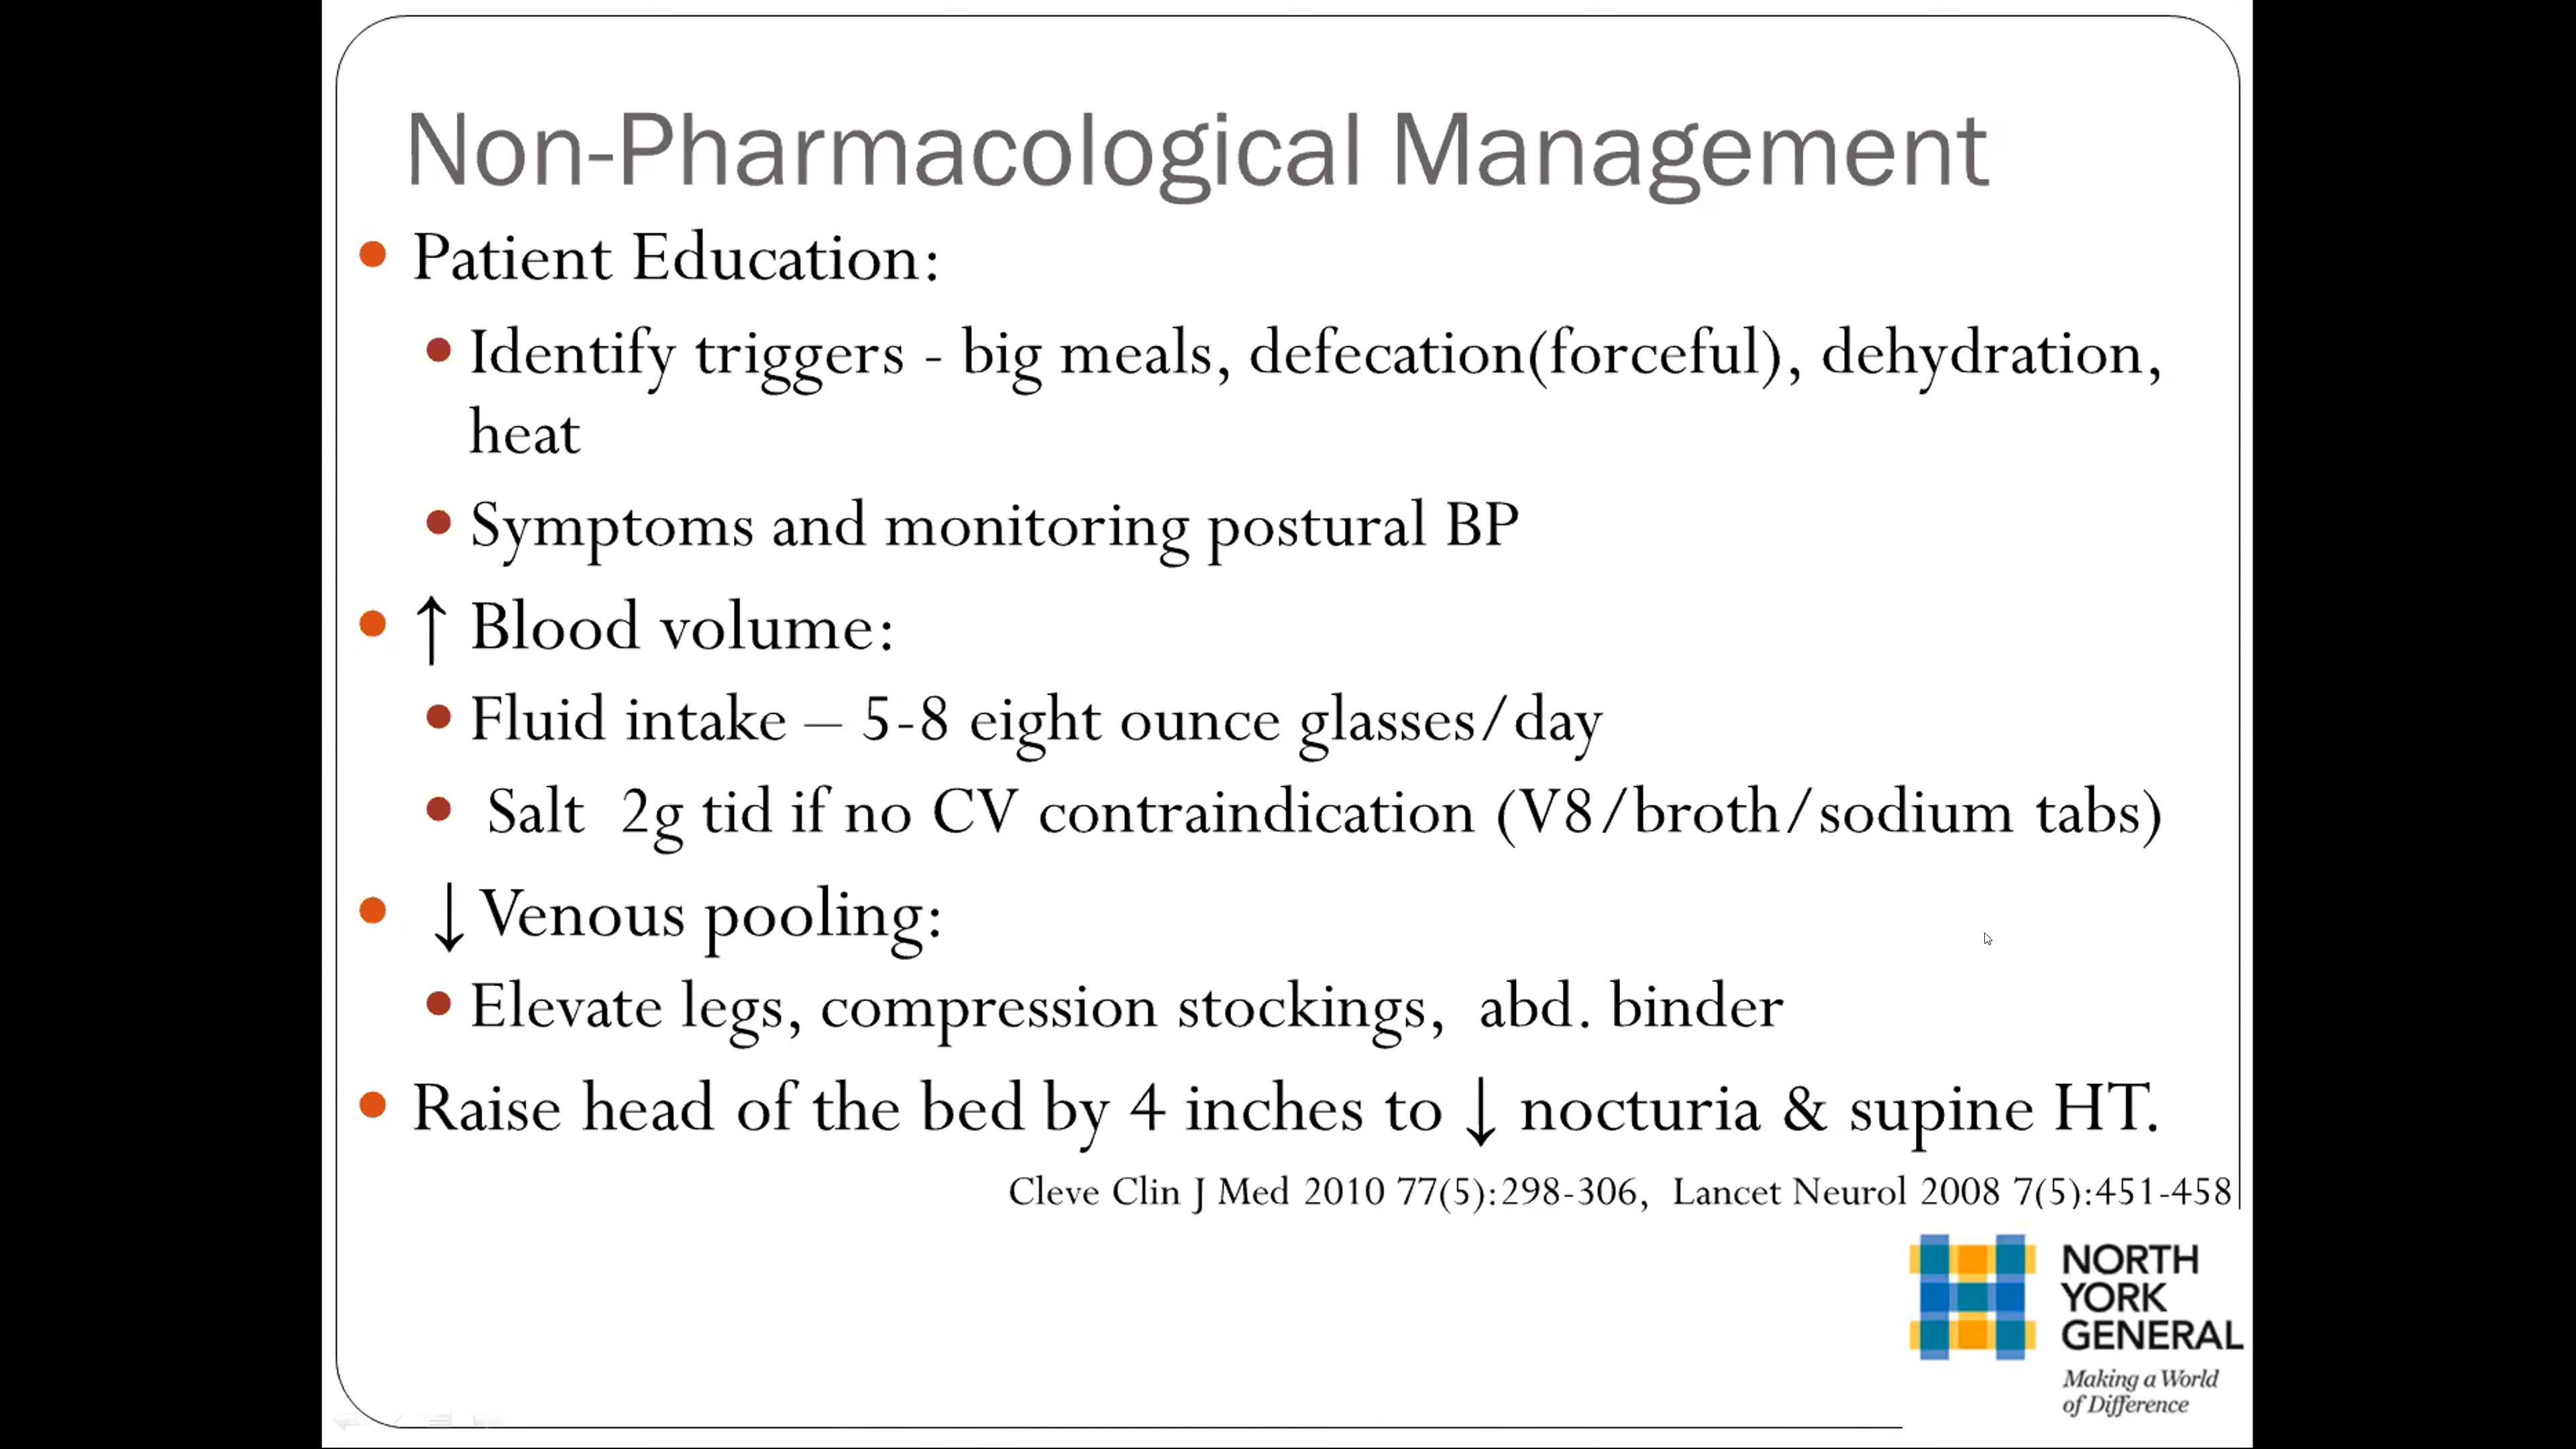 Non-Pharmacological Management
• Patient Education:
• Identify triggers - big meals, defecation(forceful), dehydration,
heat
• Symptoms and monitoring postural BP
• ↑ Blood volume:
• Fluid intake – 5-8 eight ounce glasses/day
• Salt 2g tid if no CV contraindication (V8/broth/sodium tabs)
• ↓ Venous pooling:
• Elevate legs, compression stockings, abd. binder
• Raise head of the bed by 4 inches to ↓ nocturia & supine HT.
Cleve Clin J Med 2010 77(5):298-306, Lancet Neurol 2008 7(5):451-458
NORTH
YORK
GENERAL
Making a World
of Difference